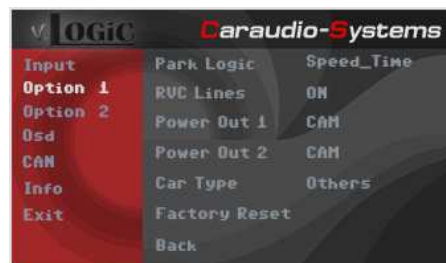 v.LOGiC Caraudio-Systems
Input
Option 1
Option 2
Osd
CAN
Info
Exit
Park Logic Speed_Time
RVC Lines ON
Power Out 1 CAM
Power Out 2 CAM
Car Type Others
Factory Reset
Back